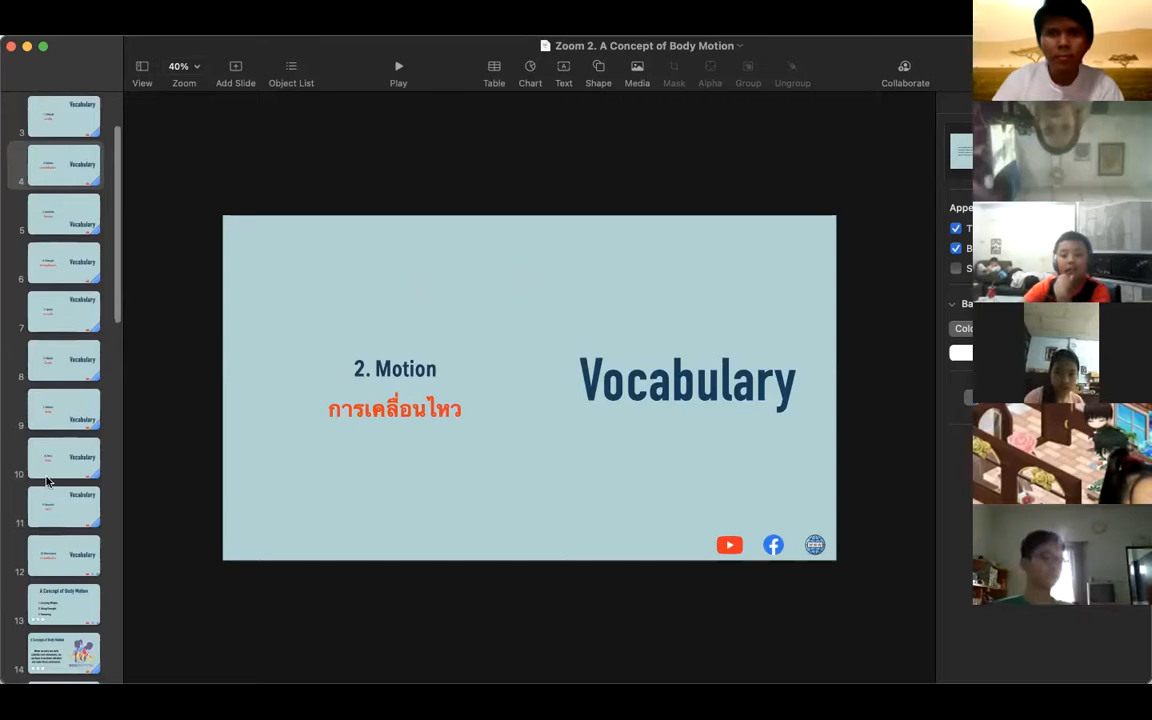 Zoom 2. A Concept of Body Motion
40%
View
Zoom
Add Slide
Object List
Play
Table
Chart
Text
Shape
Media
Mask
Alpha
Group
Ungroup
Collaborate
3
Vocabulary
4
Vocabulary
5
Vocabulary
6
Vocabulary
7
Vocabulary
8
Vocabulary
9
Vocabulary
10
Vocabulary
11
Vocabulary
12
Vocabulary
13
A Concept of Body Motion
14
A Concept of Body Motion
2. Motion
การเคลื่อนไหว
Vocabulary
Appe
T
B
S
Ba
Colo